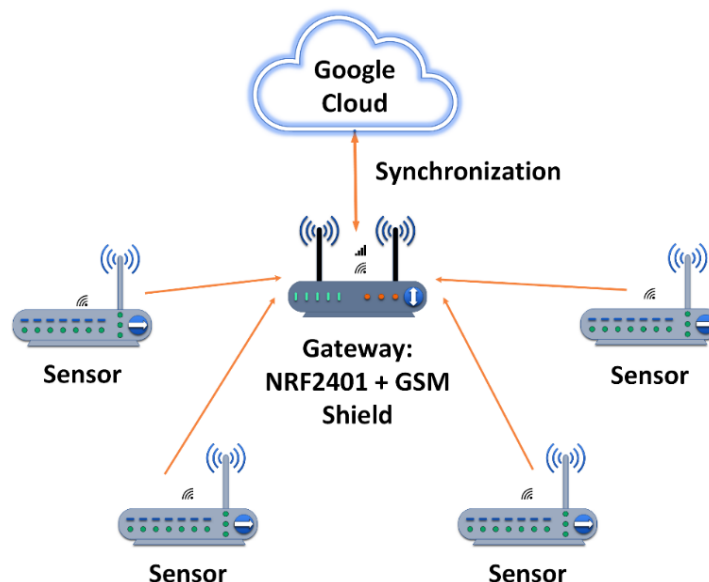 Google
Cloud
Synchronization
Gateway:
NRF2401 + GSM
Shield
Sensor
Sensor
Sensor
Sensor